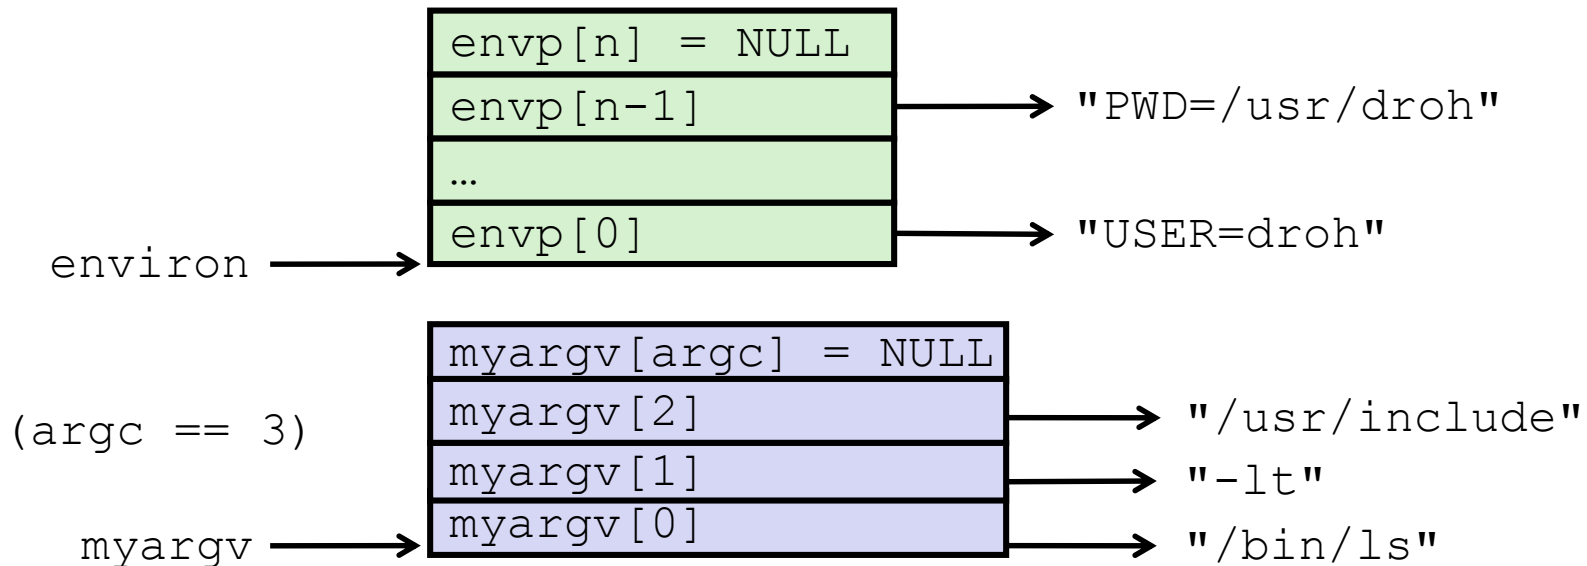 envp[n] = NULL
envp[n-1]
"PWD=/usr/droh"
…
envp[0]
"USER=droh"
environ
myargv[argc] = NULL
myargv[2]
"/usr/include"
(argc == 3)
myargv[1]
"-lt"
myargv[0]
myargv
"/bin/ls"